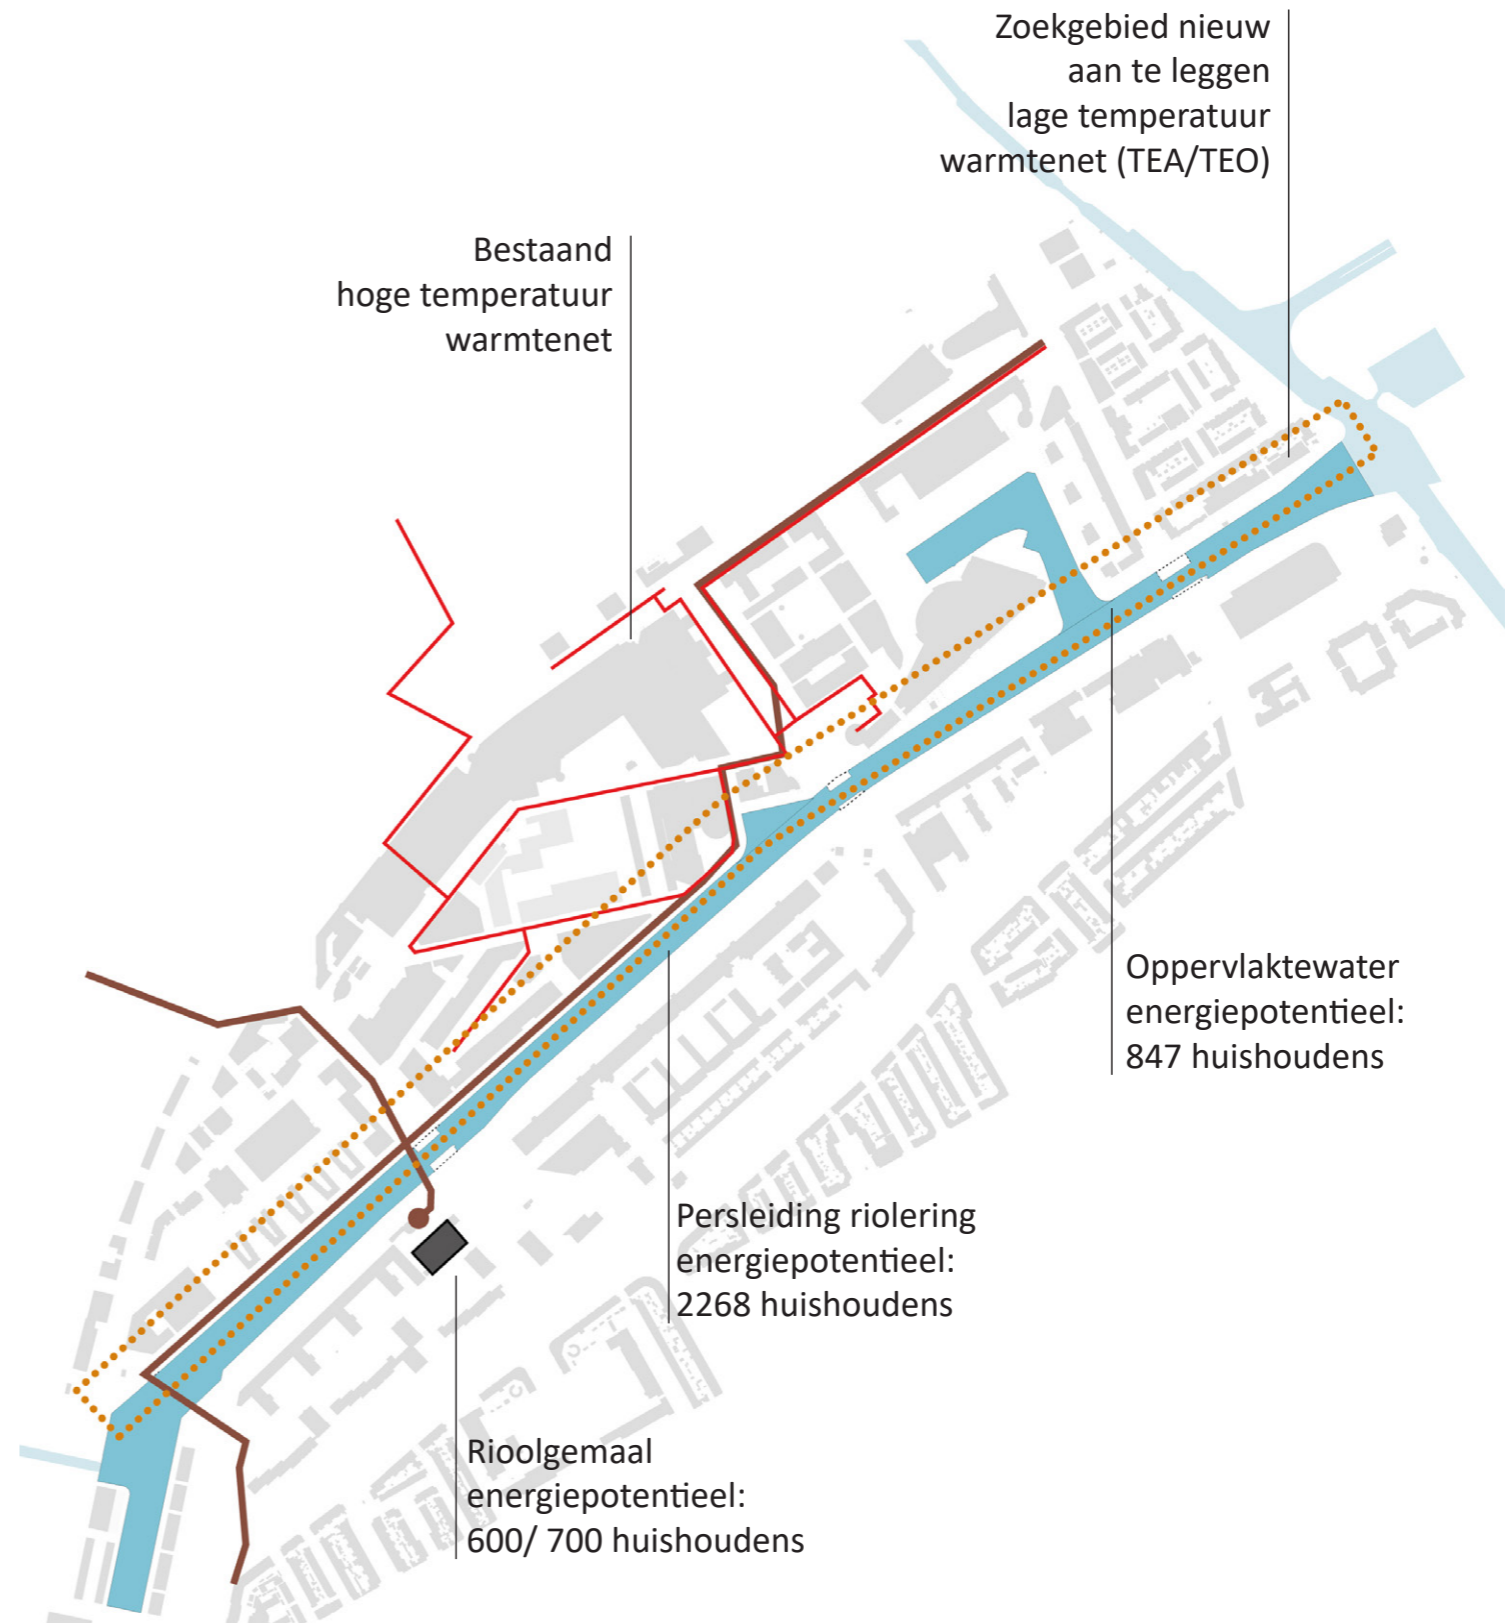 Zoekgebied nieuw
aan te leggen
lage temperatuur
warmtenet (TEA/TEO)
Bestaand
hoge temperatuur
warmtenet
Oppervlaktewater
energiepotentieel:
847 huishoudens
Persleiding riolering
energiepotentieel:
2268 huishoudens
Rioolgemaal
energiepotentieel:
600/ 700 huishoudens